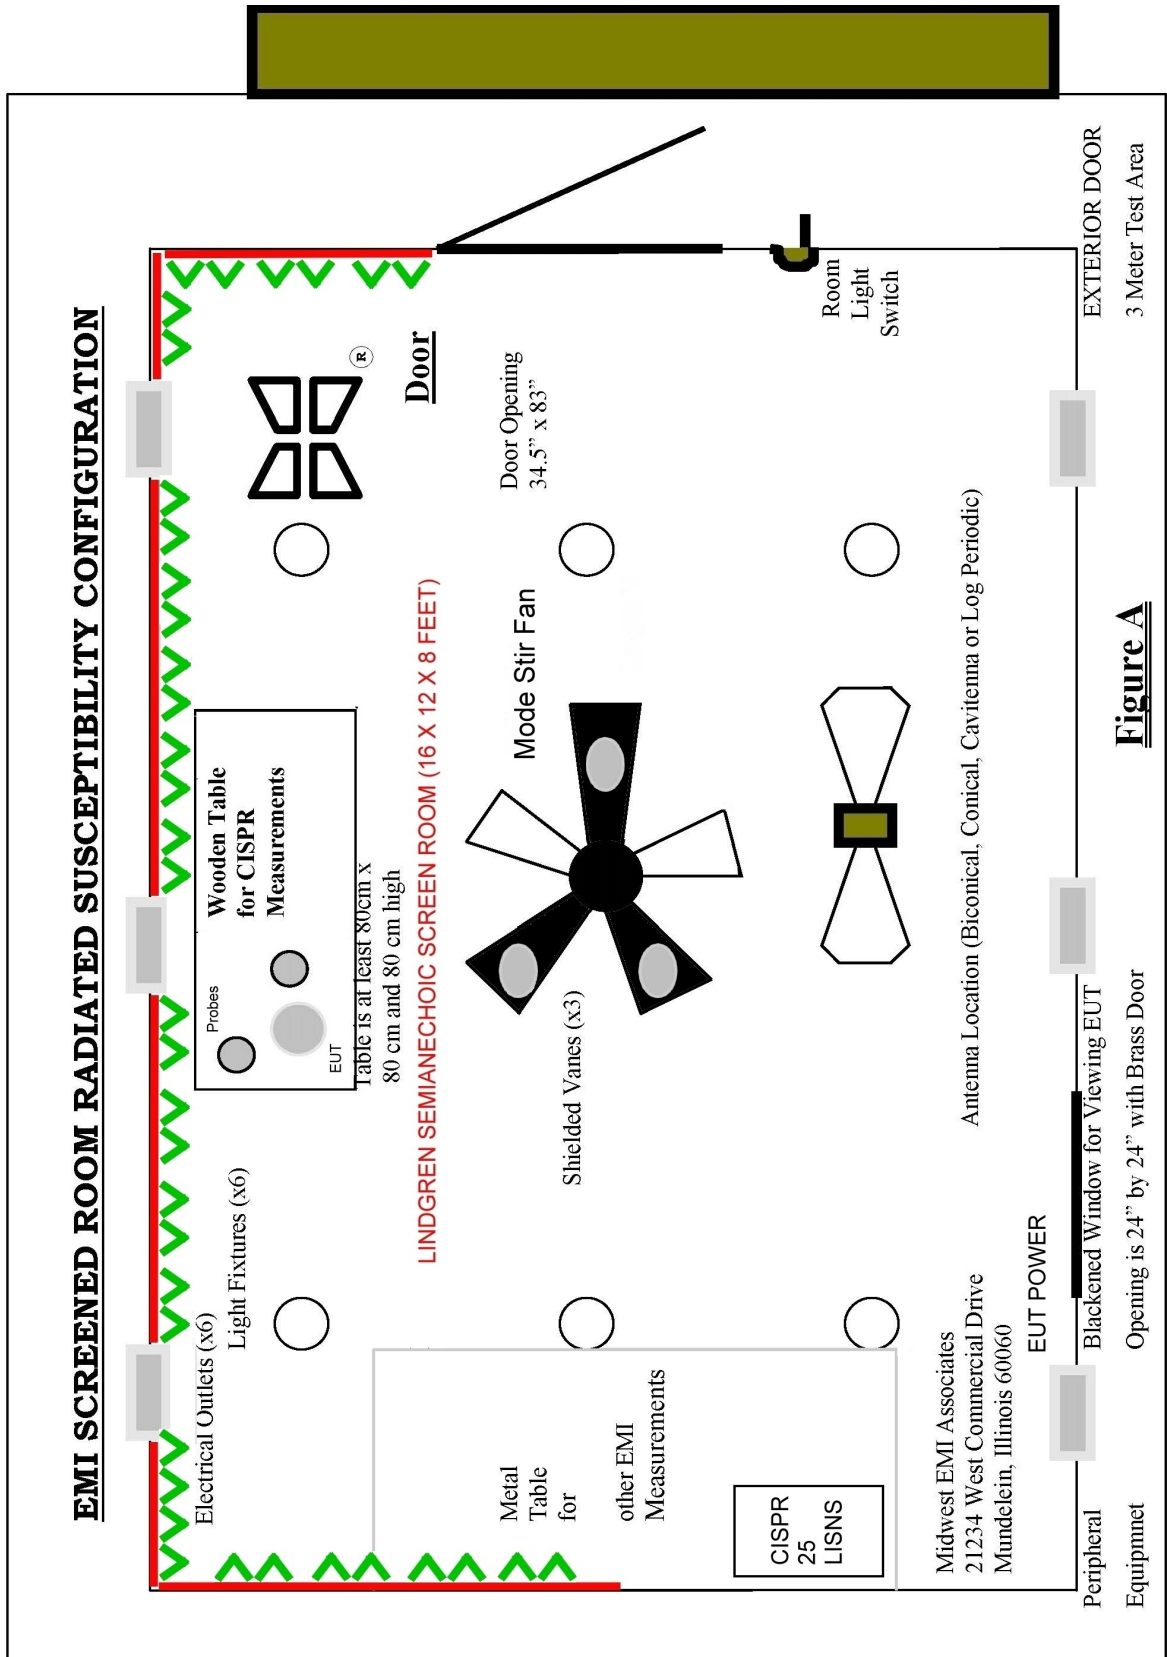 EMI SCREENED ROOM RADIATED SUSCEPTIBILITY CONFIGURATION
Electrical Outlets (x6)
Light Fixtures (x6)
Probes
EUT
Wooden Table
for CISPR
Measurements
Table is at least 80cm x
80 cm and 80 cm high
®
Door
LINDGREN SEMIANECHOIC SCREEN ROOM (16 X 12 X 8 FEET)
Door Opening
34.5” x 83”
Mode Stir Fan
Shielded Vanes (x3)
Metal
Table
for
other EMI
Measurements
CISPR
25
LISNS
Room
Light
Switch
Antenna Location (Biconical, Conical, Cavitenna or Log Periodic)
Midwest EMI Associates
21234 West Commercial Drive
Mundelein, Illinois 60060
EUT POWER
Peripheral
Equipmnet
Blackened Window for Viewing EUT
Opening is 24” by 24” with Brass Door
EXTERIOR DOOR
3 Meter Test Area
Figure A